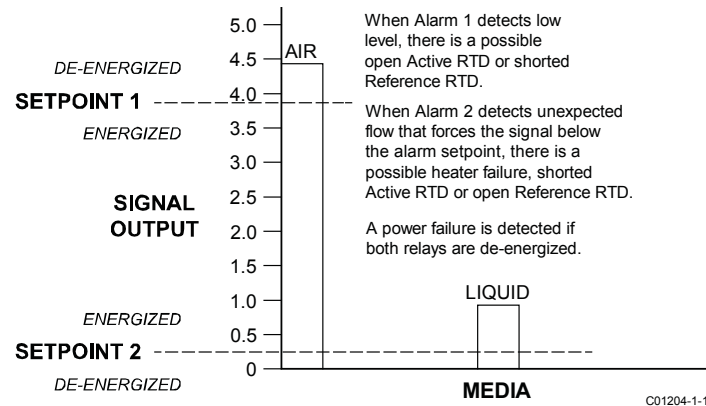 5.0
4.5
4.0
3.5
3.0
2.5
2.0
1.5
1.0
0.5
0
DE-ENERGIZED
SETPOINT 1
ENERGIZED
SIGNAL
OUTPUT
ENERGIZED
SETPOINT 2
DE-ENERGIZED
AIR
LIQUID
MEDIA
When Alarm 1 detects low
level, there is a possible
open Active RTD or shorted
Reference RTD.
When Alarm 2 detects unexpected
flow that forces the signal below
the alarm setpoint, there is a
possible heater failure, shorted
Active RTD or open Reference RTD.
A power failure is detected if
both relays are de-energized.
C01204-1-1